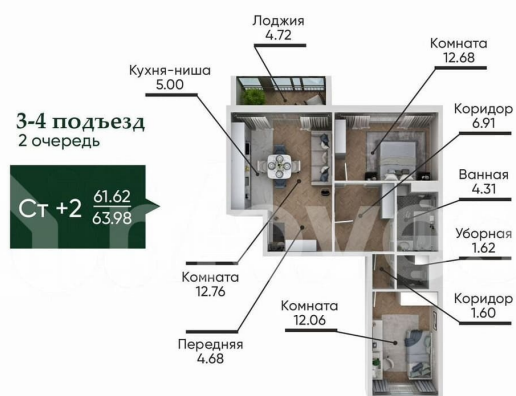 Лоджия
4.72
Комната
12.68
Кухня-ниша
5.00
Коридор
6.91
3-4 подъезд
2 очередь
Ванная
4.31
Ст +2 61.62
63.98
Уборная
1.62
Комната
12.76
Комната
12.06
Коридор
1.60
Передняя
4.68